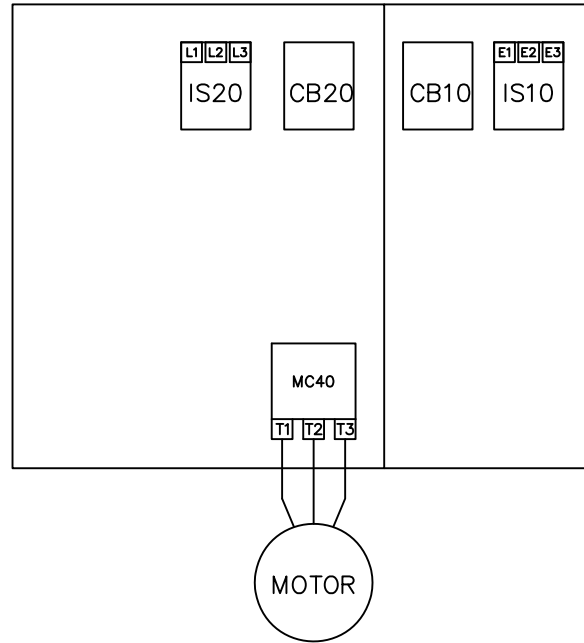 L1 L2 L3
IS20
CB20
CB10
E1 E2 E3
IS10
MC40
T1 T2 T3
MOTOR